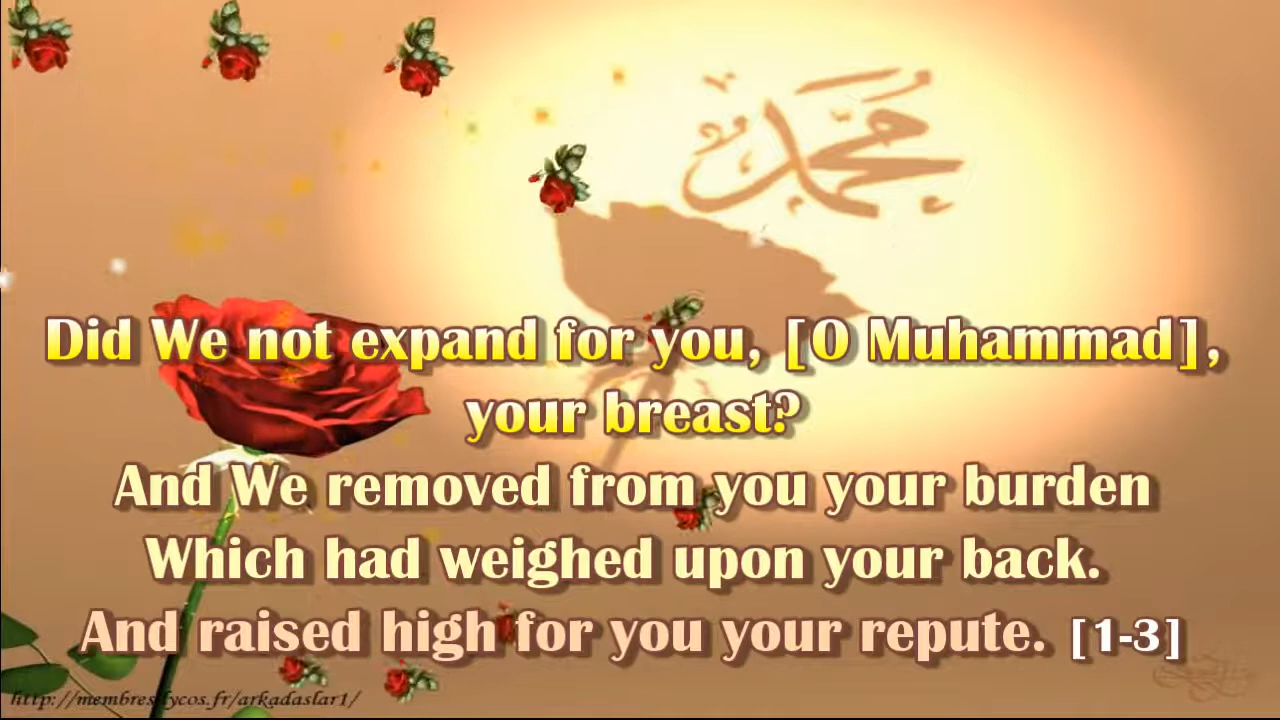 محمد
Did We not expand for you, [O Muhammad],
your breast?
And We removed from you your burden
Which had weighed upon your back.
And raised high for you your repute. [1-3]
http://membres.lycos.fr/arkadaslar1/